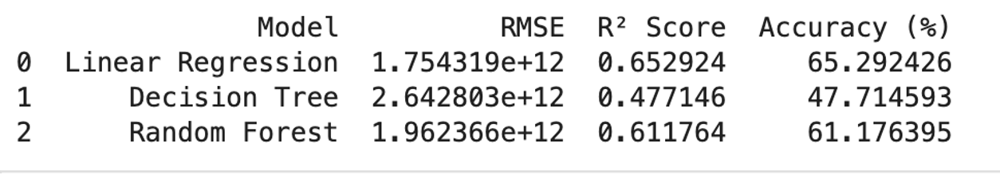 Model RMSE R² Score Accuracy (%)
0 Linear Regression 1.754319e+12 0.652924 65.292426
1 Decision Tree 2.642803e+12 0.477146 47.714593
2 Random Forest 1.962366e+12 0.611764 61.176395